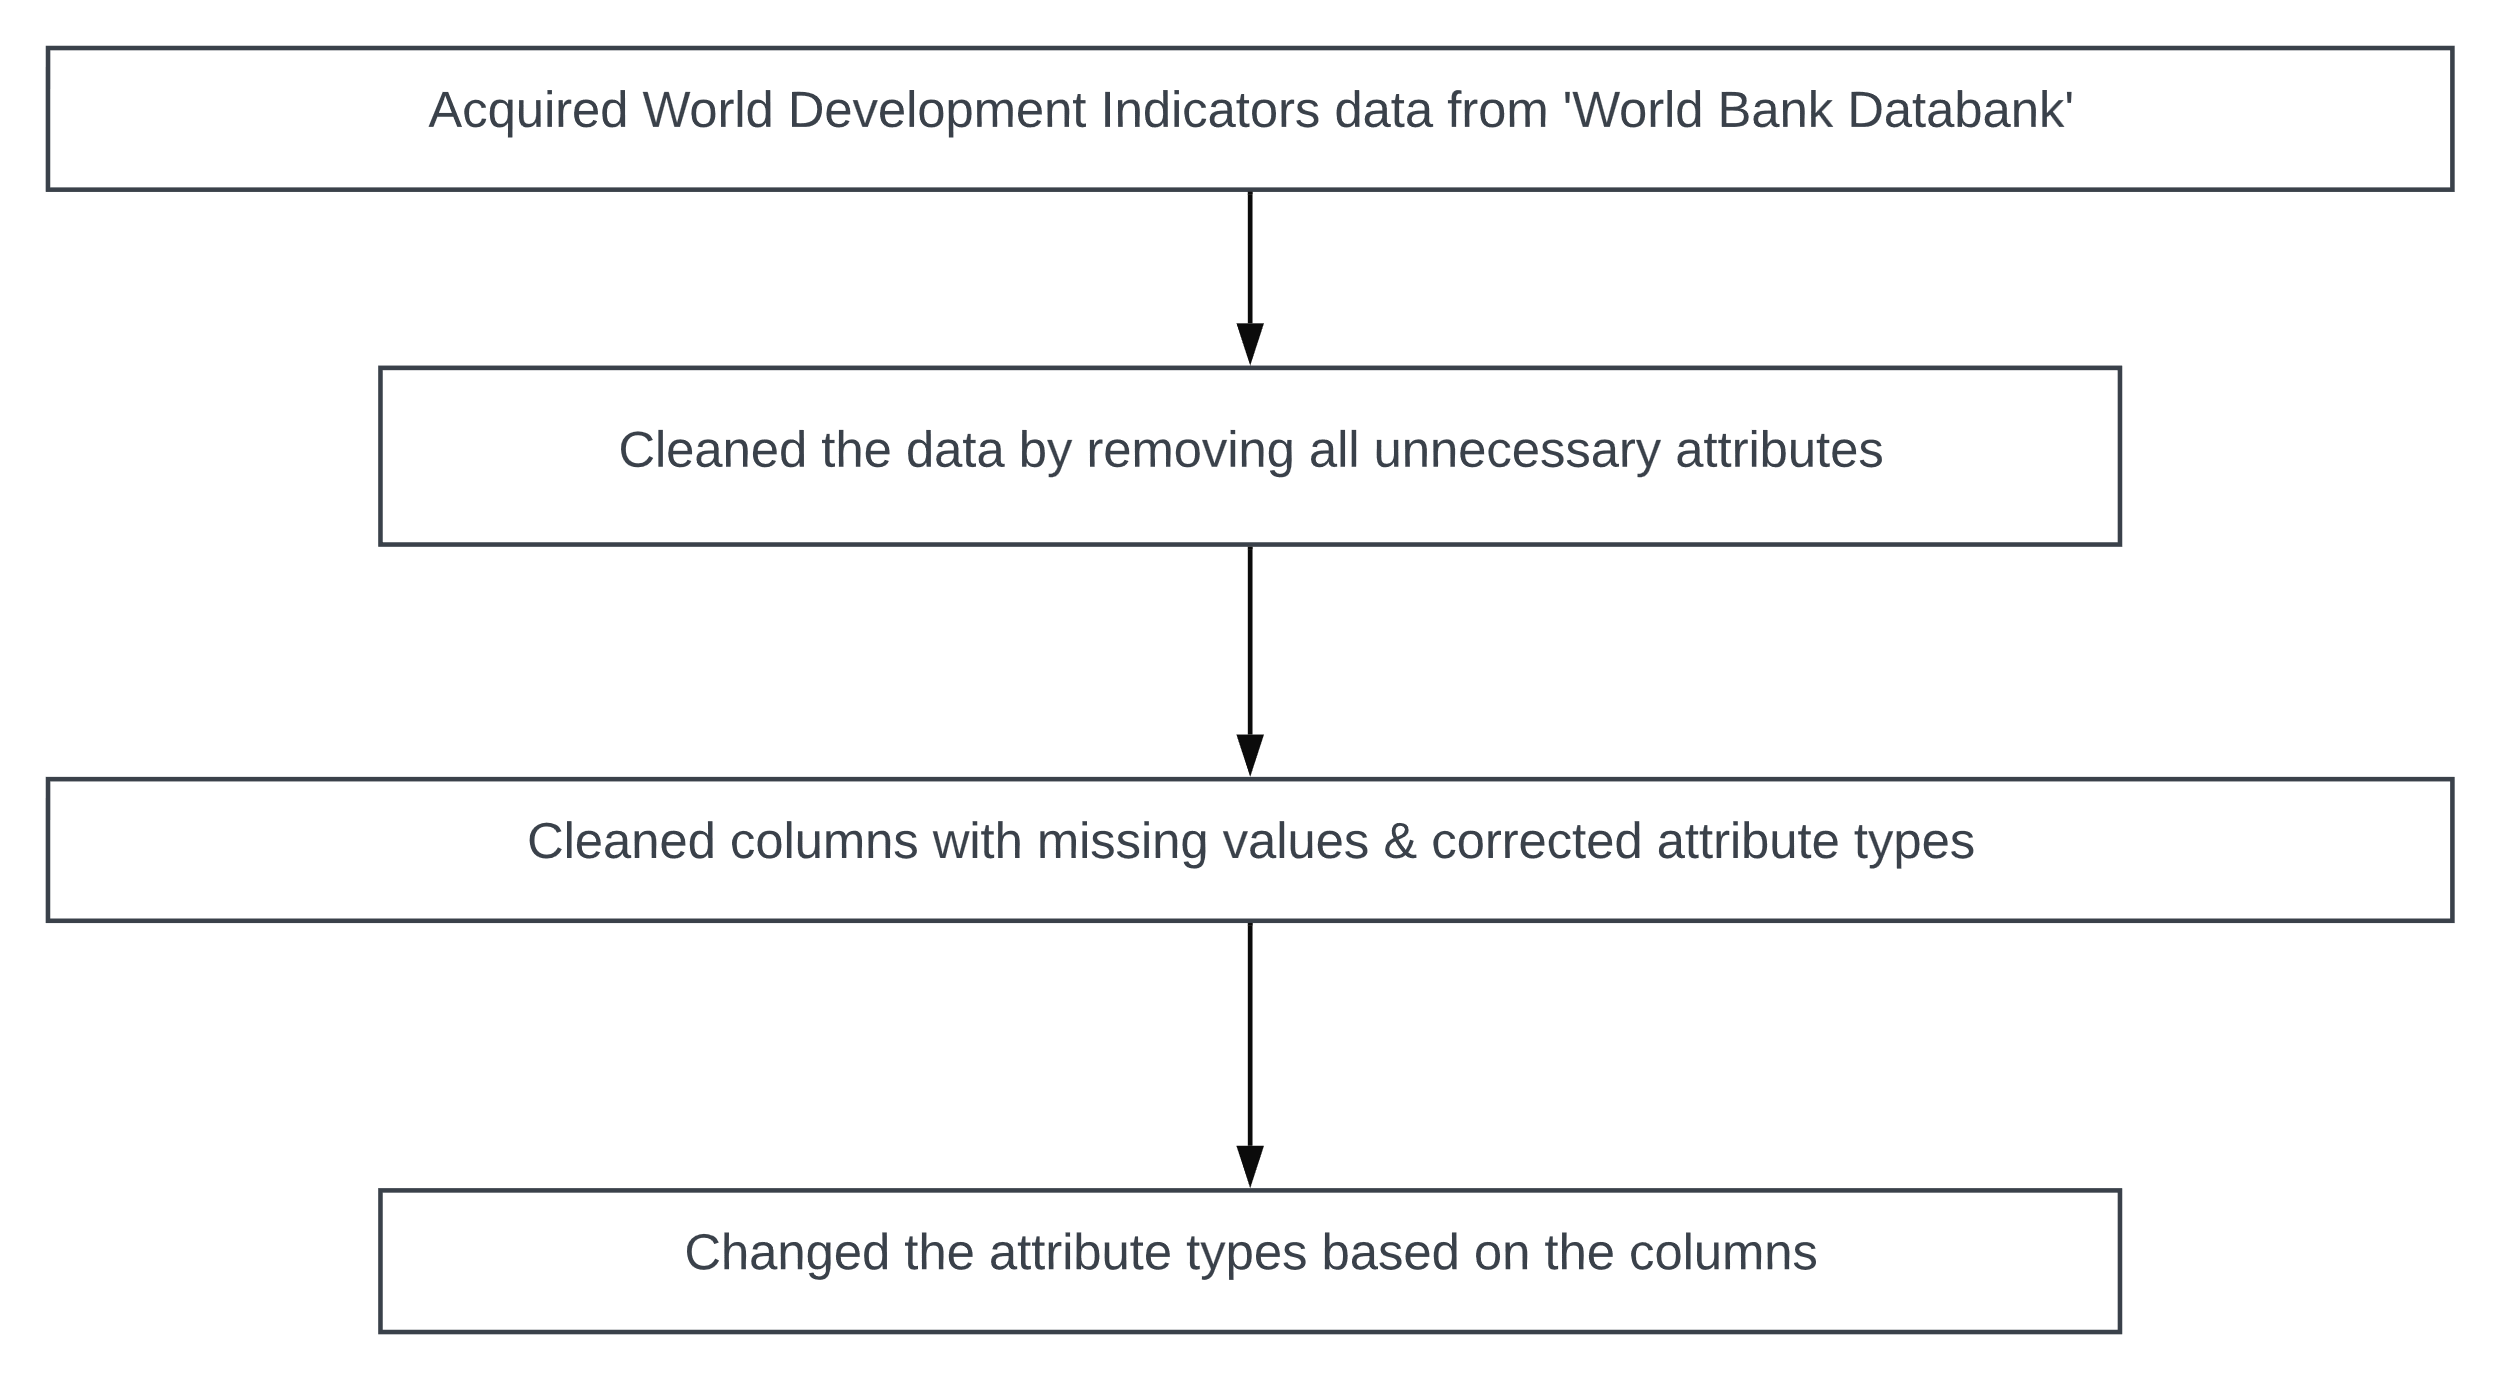 Acquired World Development Indicators data from 'World Bank Databank'
Cleaned the data by removing all unnecessary attributes
Cleaned columns with missing values & corrected attribute types
Changed the attribute types based on the columns